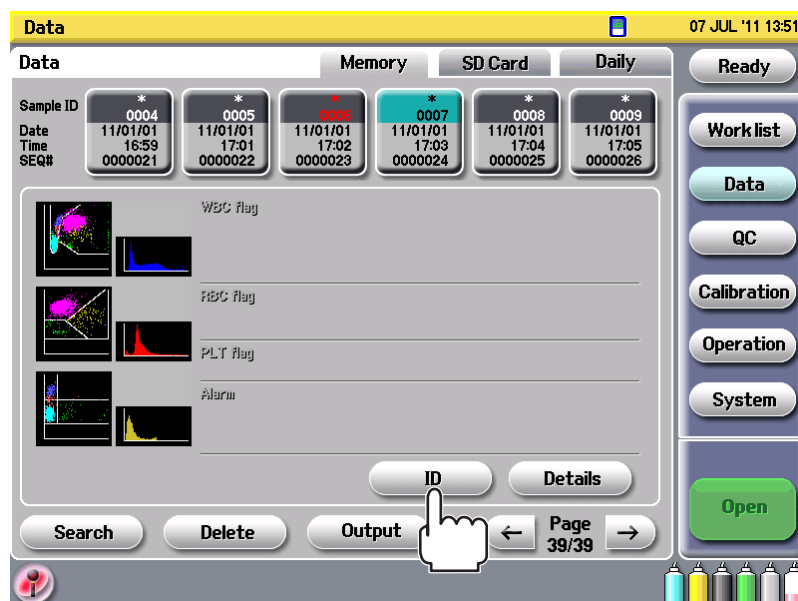 Data
07 JUL '11 13:51
Data
Memory
SD Card
Daily
Ready
Sample ID
* * * * * *
0004 0005 0006 0007 0008 0009
Date 11/01/01 11/01/01 11/01/01 11/01/01 11/01/01 11/01/01
Time 16:59 17:01 17:02 17:03 17:04 17:05
SEQ# 0000021 0000022 0000023 0000024 0000025 0000026
Work list
Data
QC
Calibration
Operation
System
Open
WBC flag
RBC flag
PLT flag
Alarm
ID
Details
Search
Delete
Output
← Page →
39/39